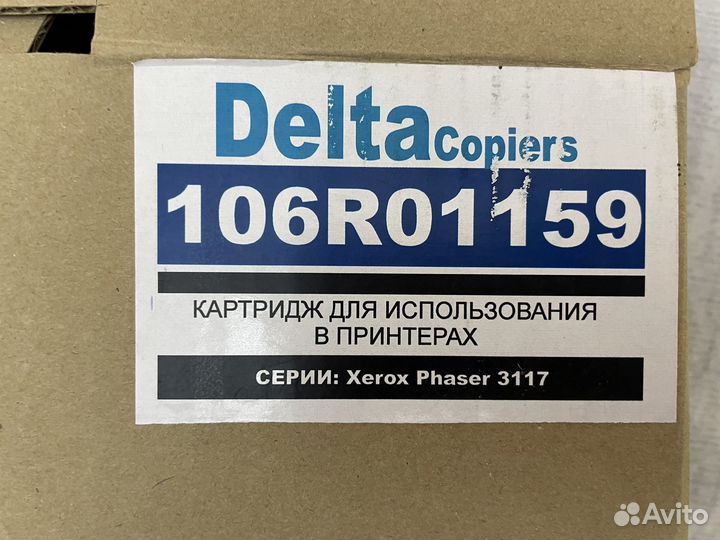 Delta Copiers
106R01159
КАРТРИДЖ ДЛЯ ИСПОЛЬЗОВАНИЯ
В ПРИНТЕРАХ
СЕРИИ: Xerox Phaser 3117
Avito